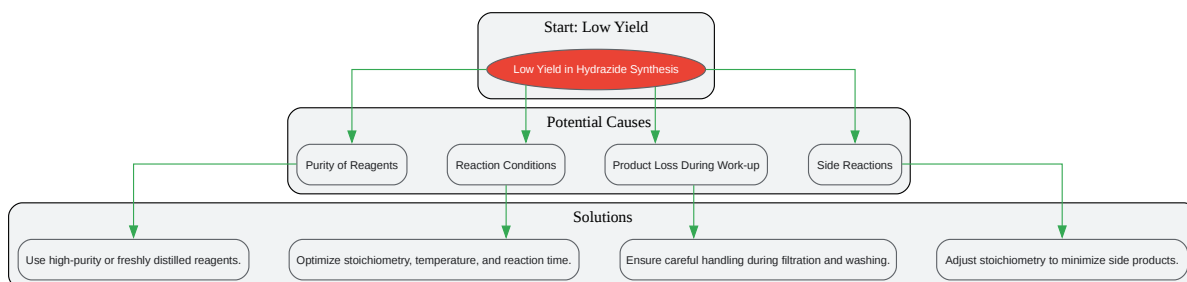 Start: Low Yield
Low Yield in Hydrazide Synthesis
Potential Causes
Purity of Reagents
Reaction Conditions
Product Loss During Work-up
Side Reactions
Solutions
Use high-purity or freshly distilled reagents.
Optimize stoichiometry, temperature, and reaction time.
Ensure careful handling during filtration and washing.
Adjust stoichiometry to minimize side products.